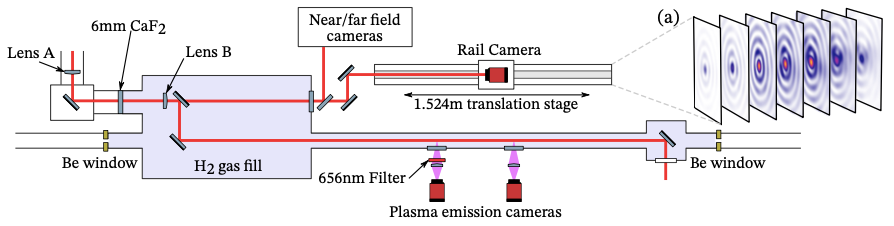 (a)
6mm CaF2
Near/far field
cameras
Lens A
Lens B
Rail Camera
1.524m translation stage
Be window
H2 gas fill
Be window
656nm Filter
Plasma emission cameras